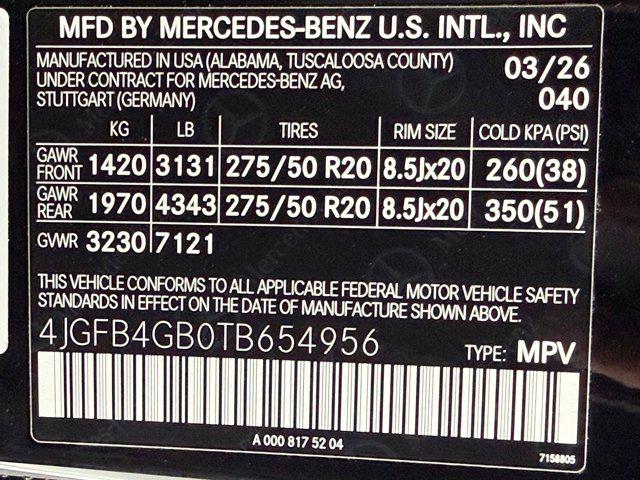 MFD BY MERCEDES-BENZ U.S. INTL., INC
MANUFACTURED IN USA (ALABAMA, TUSCALOOSA COUNTY) 03/26
UNDER CONTRACT FOR MERCEDES-BENZ AG,
STUTTGART (GERMANY) 040
KG LB TIRES RIM SIZE COLD KPA (PSI)
GAWR FRONT 1420 3131 275/50 R20 8.5Jx20 260(38)
GAWR REAR 1970 4343 275/50 R20 8.5Jx20 350(51)
GVWR 3230 7121
THIS VEHICLE CONFORMS TO ALL APPLICABLE FEDERAL MOTOR VEHICLE SAFETY
STANDARDS IN EFFECT ON THE DATE OF MANUFACTURE SHOWN ABOVE.
4JGFB4GB0TB654956 TYPE: MPV
A 000 817 52 04
7158805